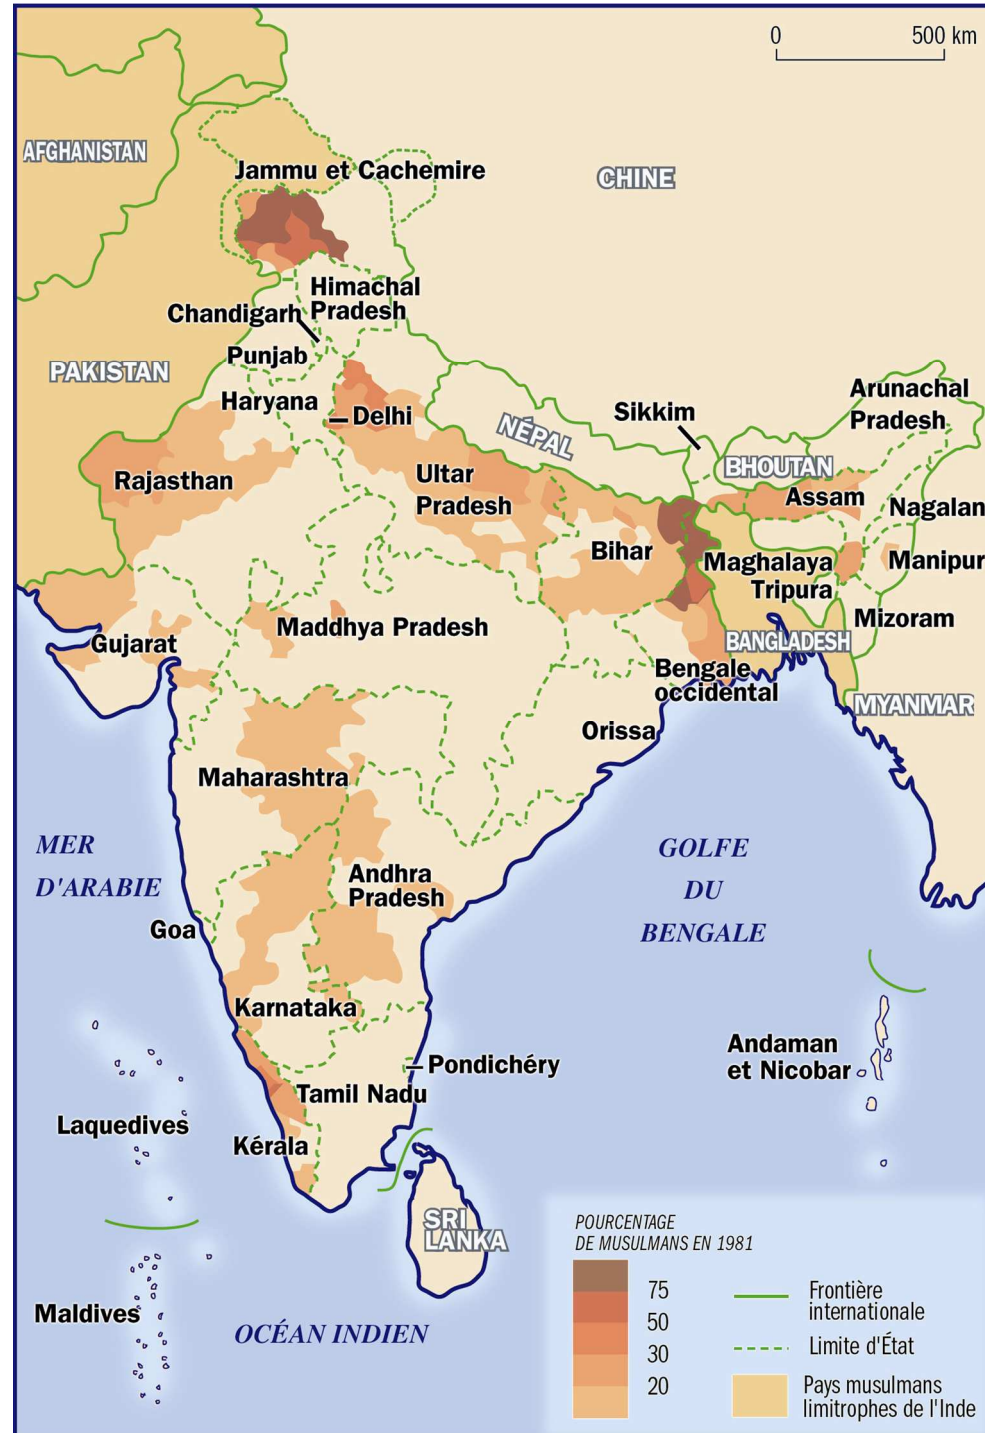 0 500 km
AFGHANISTAN
Jammu et Cachemire
CHINE
Himachal
Pradesh
Chandigarh
Punjab
PAKISTAN
Haryana
Delhi
Sikkim
Arunachal
Pradesh
NÉPAL
BHOUTAN
Rajasthan
Ultar
Pradesh
Assam
Nagalan
Bihar
Maghalaya
Tripura
Manipur
Mizoram
Gujarat
Maddhya Pradesh
BANGLADESH
Bengale
occidental
MYANMAR
Orissa
Maharashtra
MER
D'ARABIE
GOLFE
DU
BENGALE
Andhra
Pradesh
Goa
Karnataka
Andaman
et Nicobar
Pondichéry
Tamil Nadu
Laquedives
Kérala
SRI
LANKA
Maldives
OCÉAN INDIEN
POURCENTAGE
DE MUSULMANS EN 1981
75
50
30
20
Frontière
internationale
Limite d'État
Pays musulmans
limitrophes de l'Inde